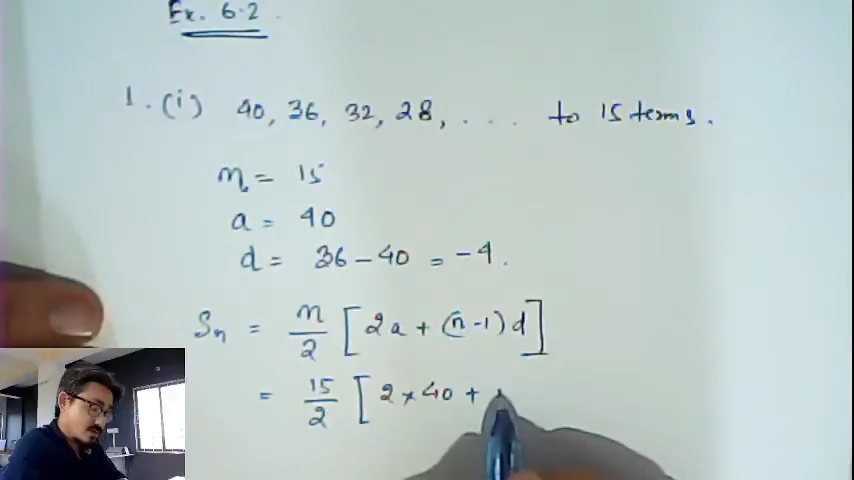 Ex. 6.2
1. (i) 40, 36, 32, 28, . . . to 15 terms.
n = 15
a = 40
d = 36 - 40 = -4.
Sn = n/2 [2a + (n-1)d]
= 15/2 [2 × 40 +